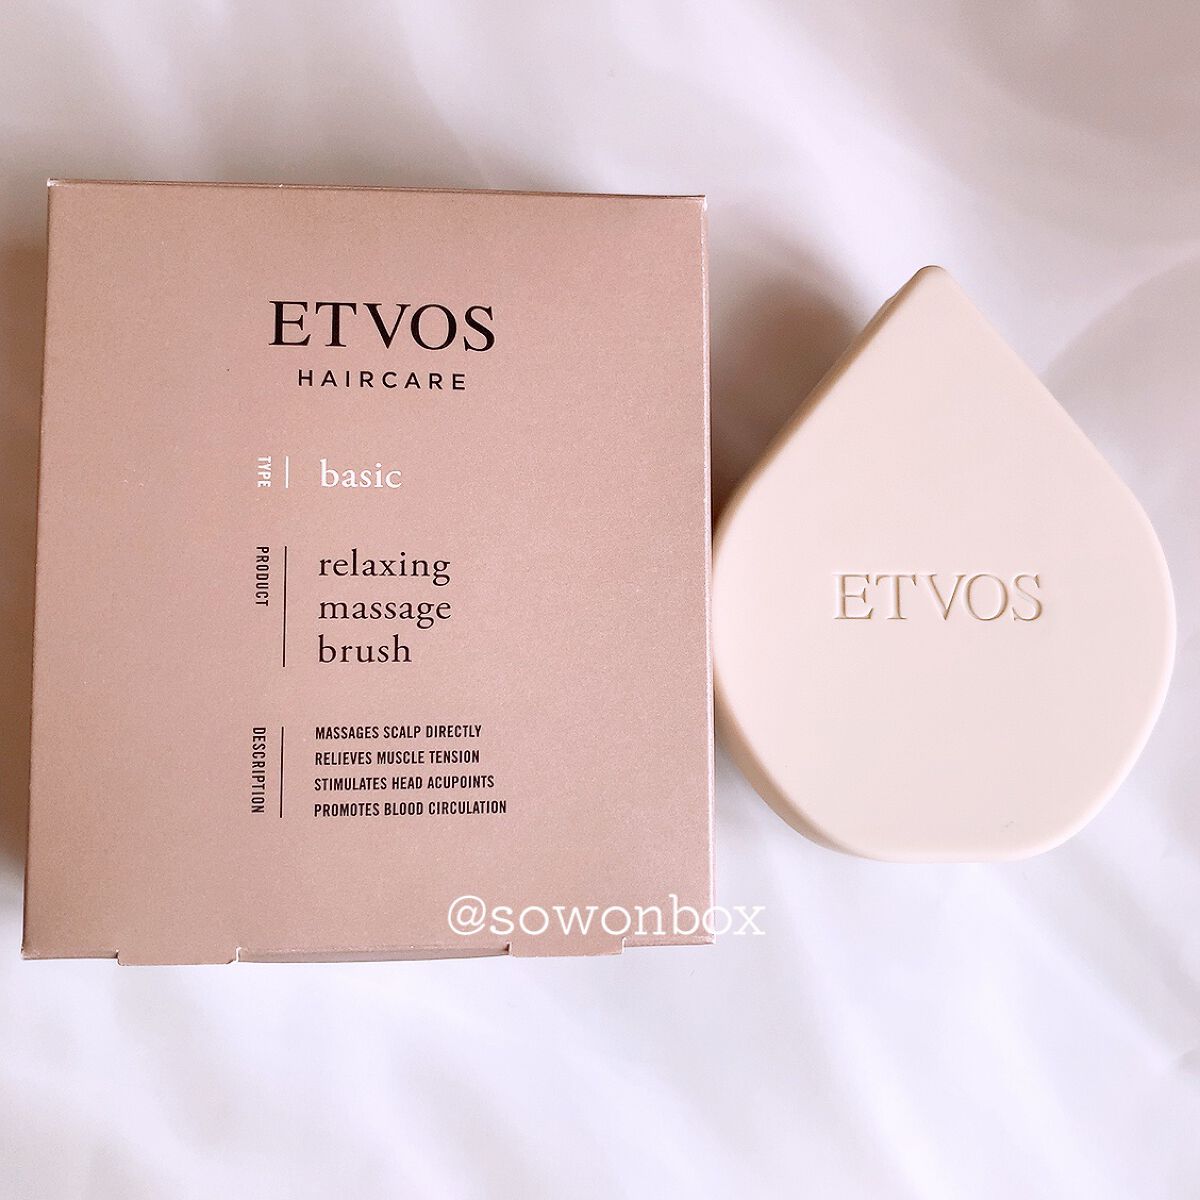 ETVOS
HAIRCARE
TYPE
basic
PRODUCT
relaxing
massage
brush
DESCRIPTION
MASSAGES SCALP DIRECTLY
RELIEVES MUSCLE TENSION
STIMULATES HEAD ACUPOINTS
PROMOTES BLOOD CIRCULATION
ETVOS
@sowonbox